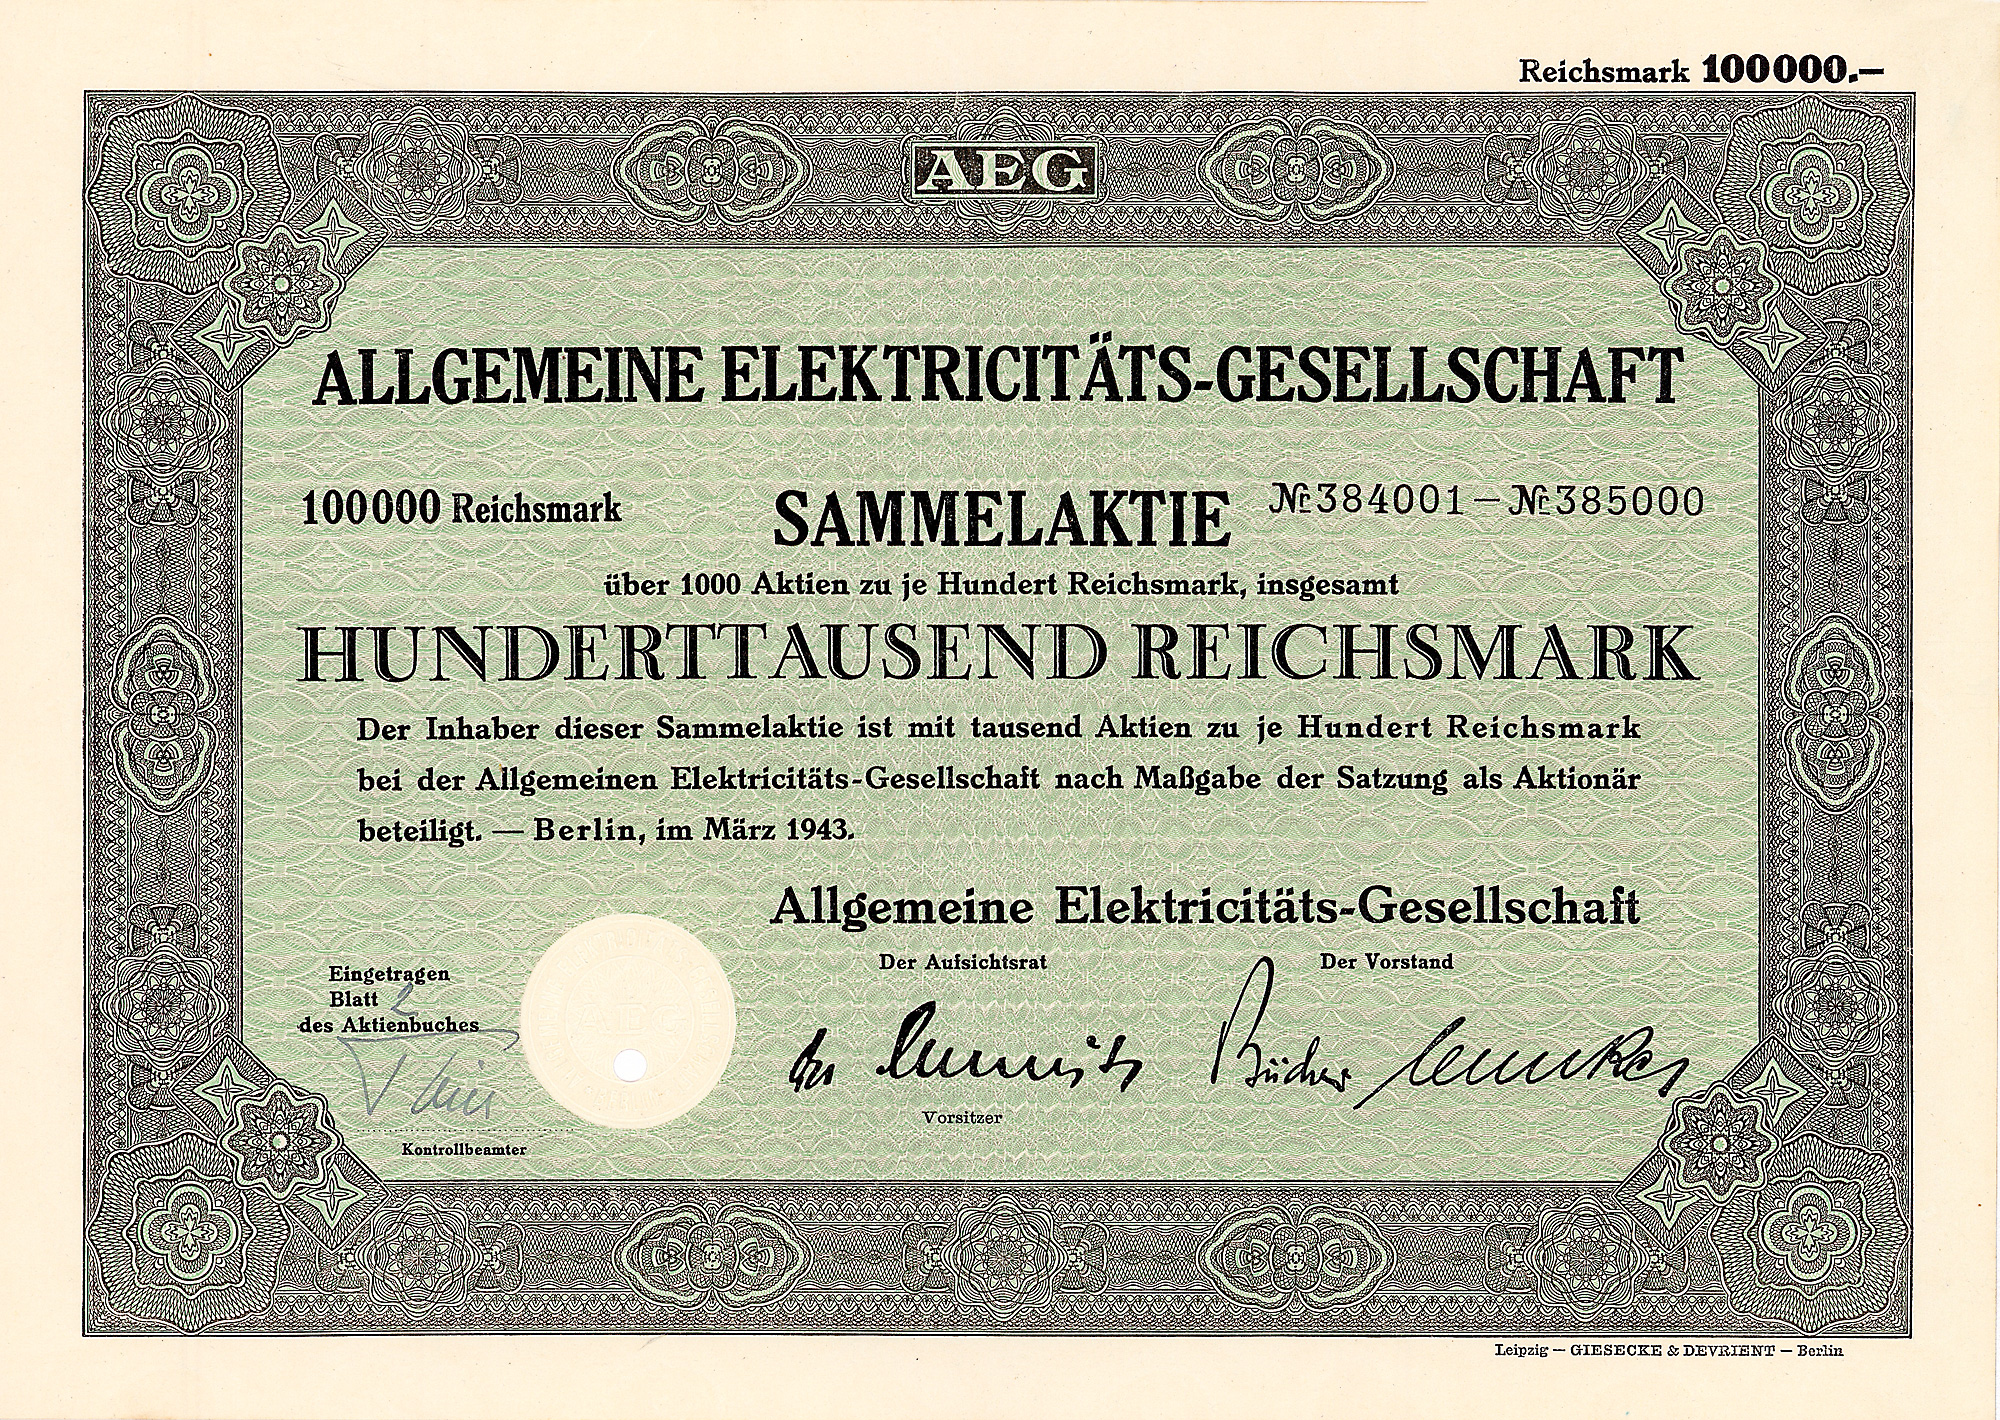 Reichsmark 100000.—
AEG
ALLGEMEINE ELEKTRICITÄTS-GESELLSCHAFT
100000 Reichsmark SAMMELAKTIE Nr 384001 — Nr 385000
über 1000 Aktien zu je Hundert Reichsmark, insgesamt
HUNDERTTAUSEND REICHSMARK
Der Inhaber dieser Sammelaktie ist mit tausend Aktien zu je Hundert Reichsmark
bei der Allgemeinen Elektricitäts-Gesellschaft nach Maßgabe der Satzung als Aktionär
beteiligt. — Berlin, im März 1943.
Allgemeine Elektricitäts-Gesellschaft
Der Aufsichtsrat Der Vorstand
Eingetragen
Blatt 2
des Aktienbuches
Bücher
Vorsitzer
Kontrollbeamter
Leipzig — GIESECKE & DEVRIENT — Berlin